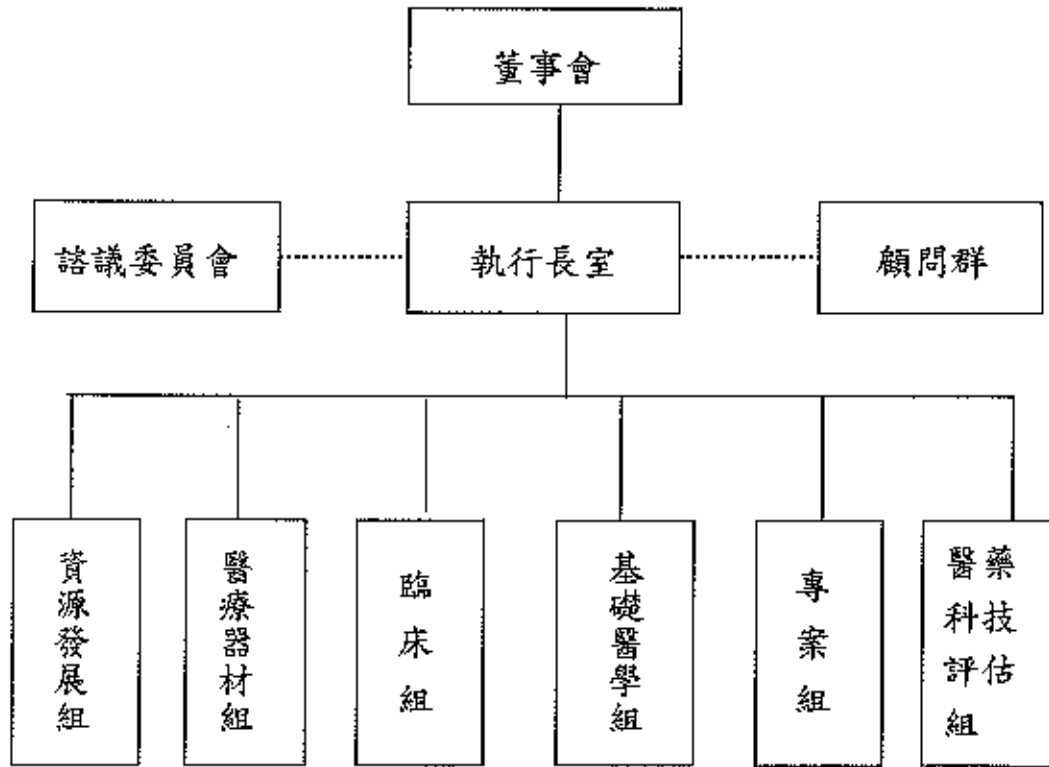 董事會
諮議委員會
執行長室
顧問群
資源發展組
醫療器材組
臨床組
基礎醫學組
專案組
醫藥科技評估組